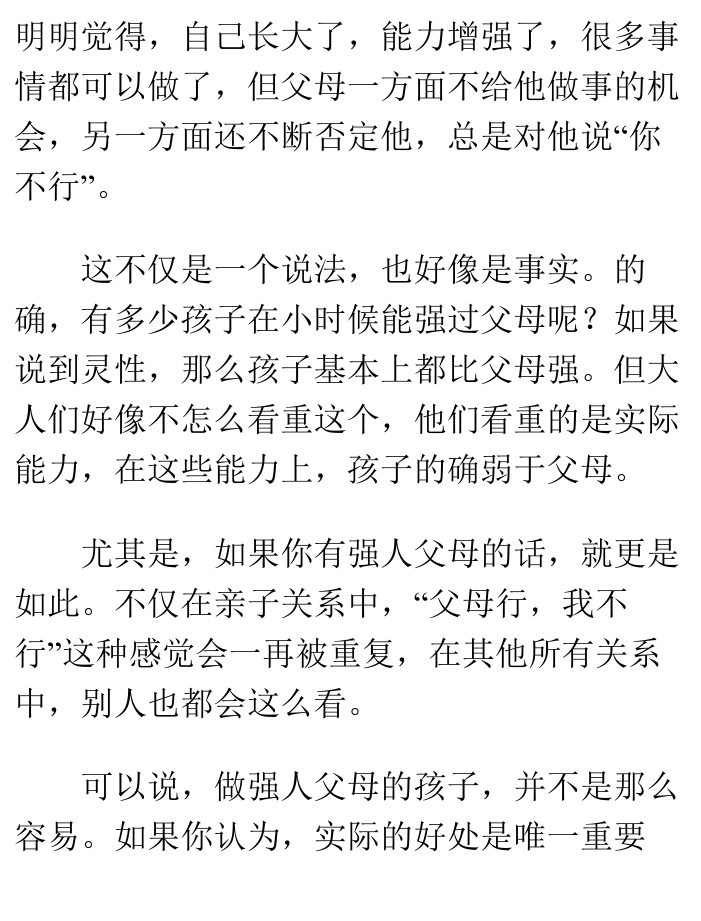 明明觉得，自己长大了，能力增强了，很多事
情都可以做了，但父母一方面不给他做事的机
会，另一方面还不断否定他，总是对他说“你
不行”。
这不仅是一个说法，也好像是事实。的
确，有多少孩子在小时候能强过父母呢？如果
说到灵性，那么孩子基本上都比父母强。但大
人们好像不怎么看重这个，他们看重的是实际
能力，在这些能力上，孩子的确弱于父母。
尤其是，如果你有强人父母的话，就更是
如此。不仅在亲子关系中，“父母行，我不
行”这种感觉会一再被重复，在其他所有关系
中，别人也都会这么看。
可以说，做强人父母的孩子，并不是那么
容易。如果你认为，实际的好处是唯一重要